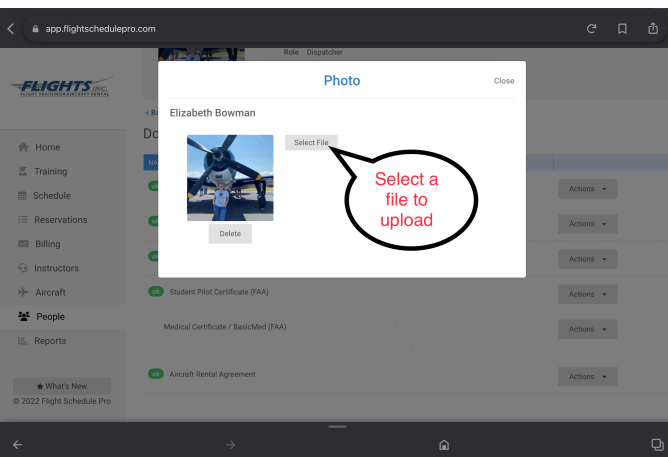 app.flightschedulepro.com
Role Dispatcher
FLIGHTS INC.
FLIGHT TRAINING & AIRCRAFT RENTAL
Photo
Close
Elizabeth Bowman
Select File
Delete
Select a
file to
upload
Home
Training
Schedule
Reservations
Billing
Instructors
Aircraft
People
Reports
What's New
© 2022 Flight Schedule Pro
< Ba
Do
NA
ok
Actions
ok
Actions
ok
Actions
ok Student Pilot Certificate (FAA)
Actions
Medical Certificate / BasicMed (FAA)
Actions
ok Aircraft Rental Agreement
Actions